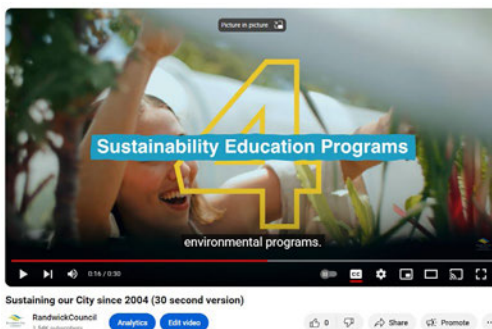 Picture in picture
4
Sustainability Education Programs
environmental programs.
0:16 / 0:30
CC
Sustaining our City since 2004 (30 second version)
RandwickCouncil
subscribers
Analytics
Edit video
0
Share
Promote